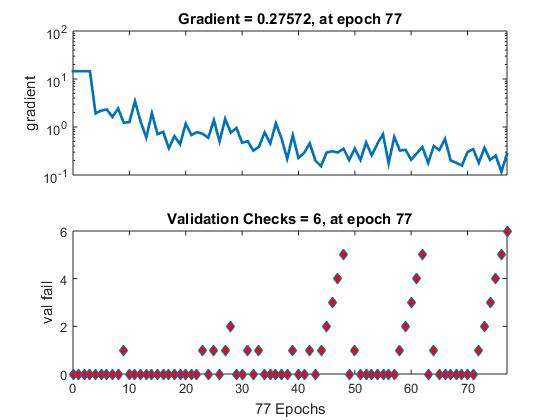 Gradient = 0.27572, at epoch 77
10^2
10^1
10^0
10^-1
gradient
Validation Checks = 6, at epoch 77
6
4
2
0
val fail
0 10 20 30 40 50 60 70
77 Epochs